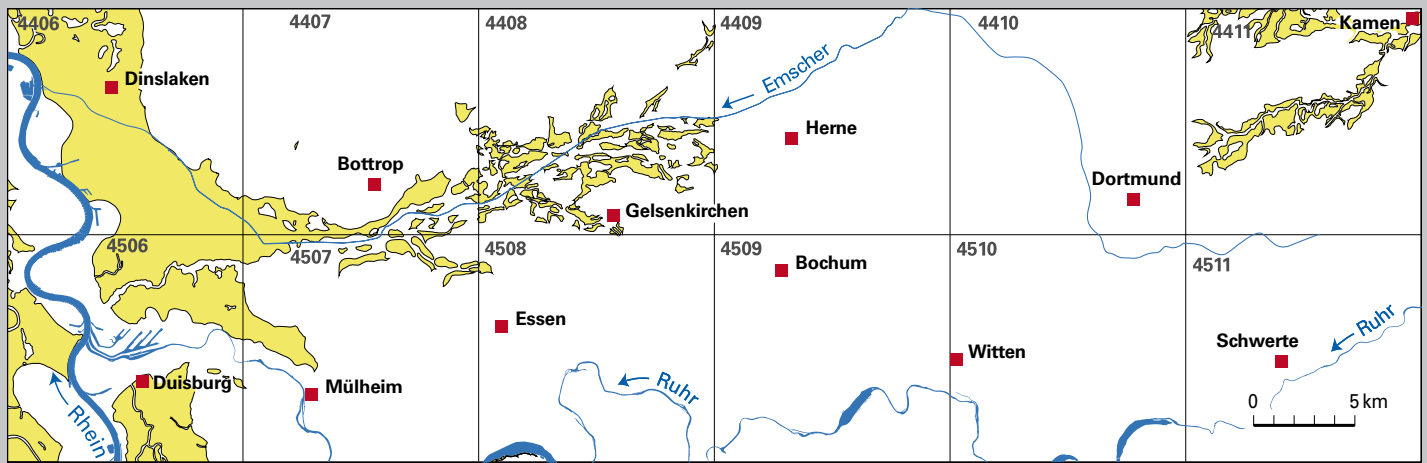 4406
4407
4408
4409
4410
4411
Kamen
Dinslaken
Emscher
Herne
Bottrop
Dortmund
Gelsenkirchen
4506
4507
4508
4509
4510
4511
Bochum
Essen
Ruhr
Schwerte
Witten
Duisburg
Mülheim
Ruhr
Rhein
0 5 km